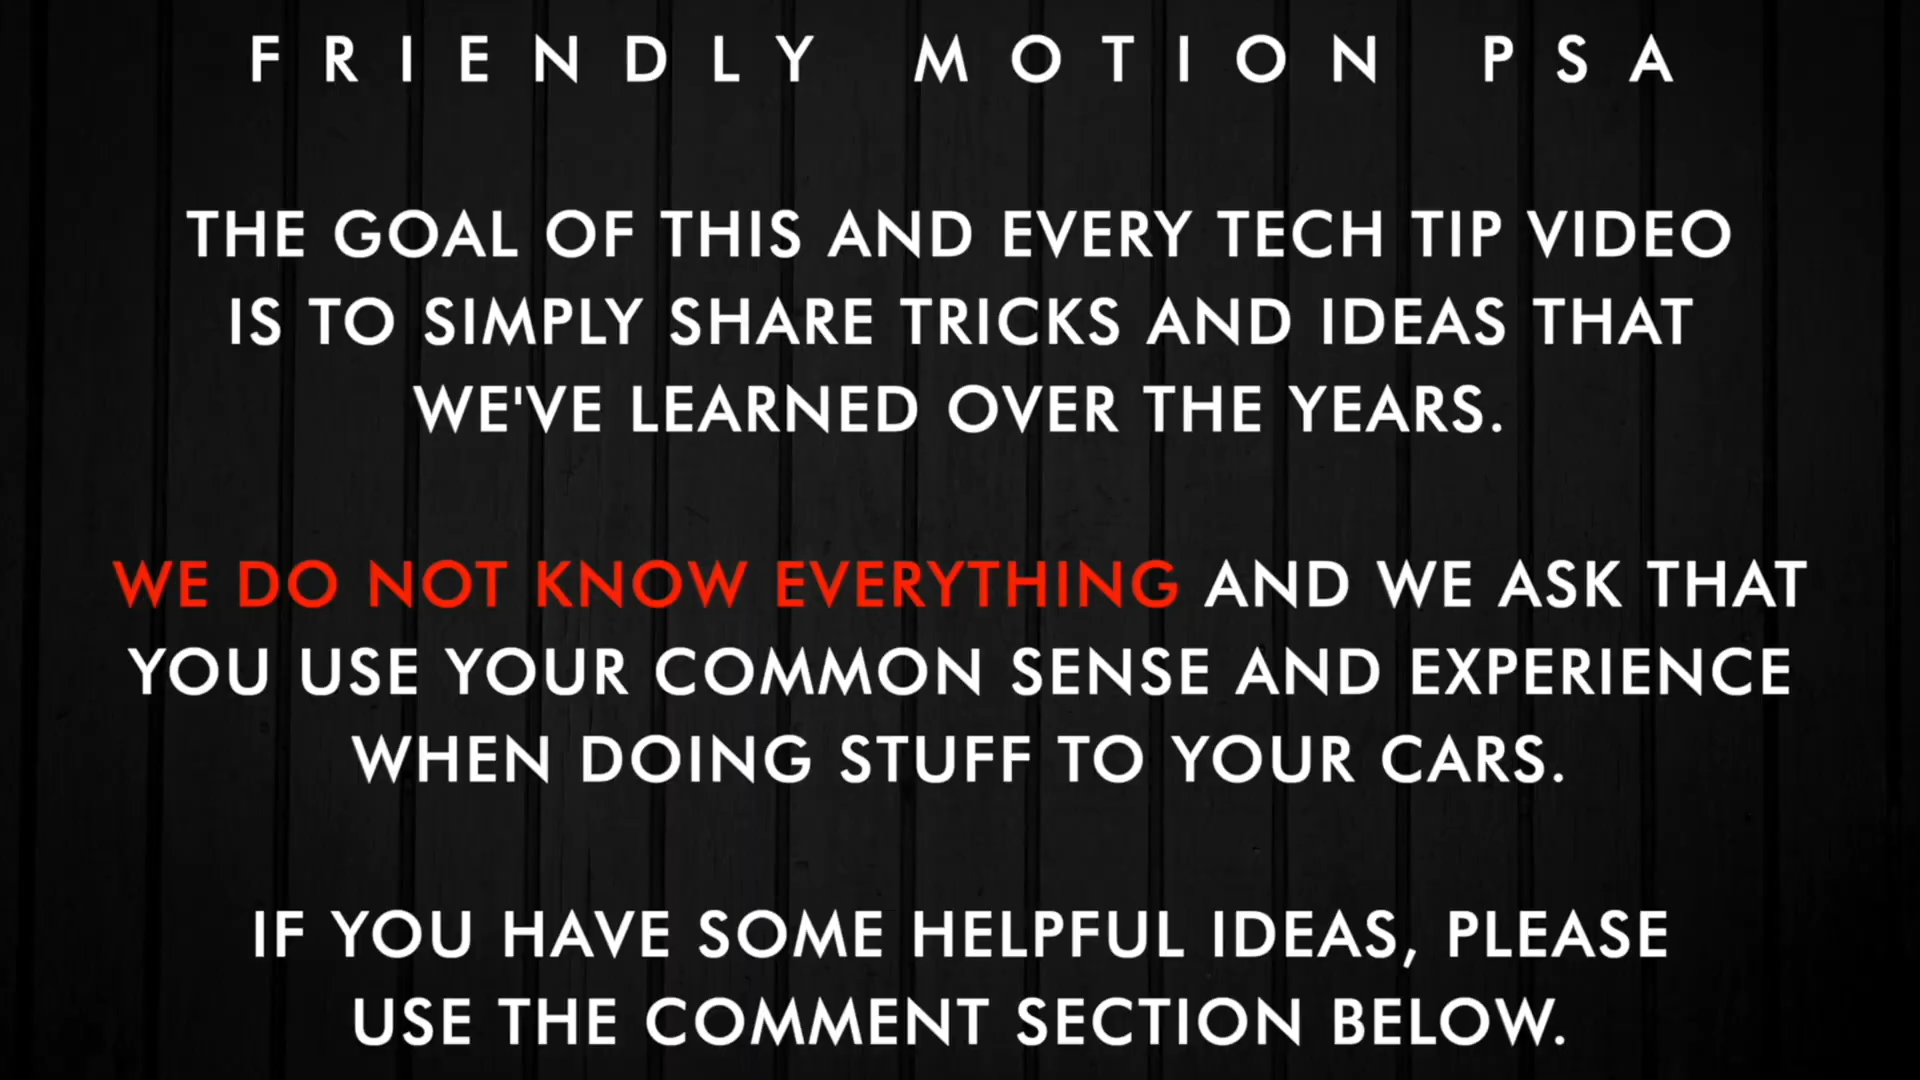 FRIENDLY MOTION PSA
THE GOAL OF THIS AND EVERY TECH TIP VIDEO
IS TO SIMPLY SHARE TRICKS AND IDEAS THAT
WE'VE LEARNED OVER THE YEARS.
WE DO NOT KNOW EVERYTHING AND WE ASK THAT
YOU USE YOUR COMMON SENSE AND EXPERIENCE
WHEN DOING STUFF TO YOUR CARS.
IF YOU HAVE SOME HELPFUL IDEAS, PLEASE
USE THE COMMENT SECTION BELOW.